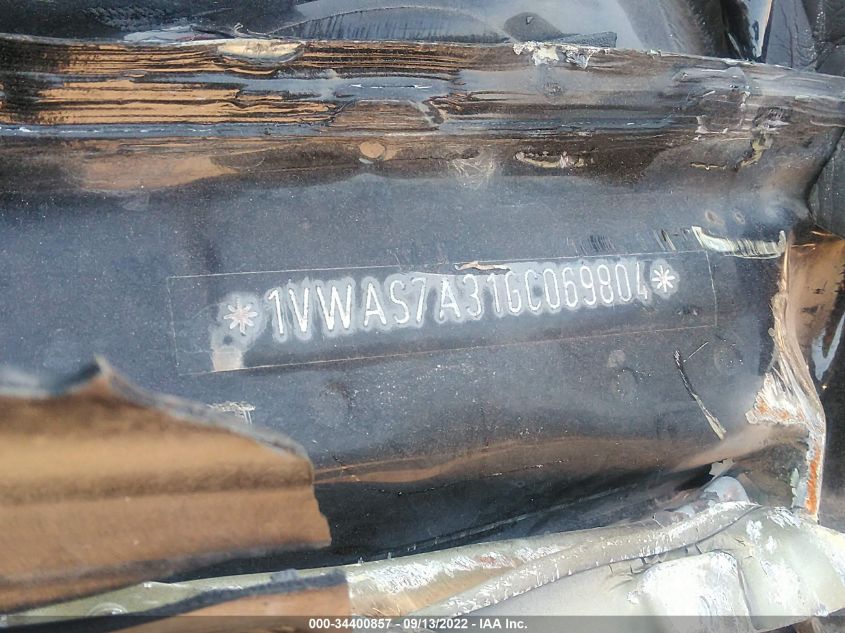 *1VWAS7A31GC069804*
000-34400857 - 09/13/2022 - IAA Inc.